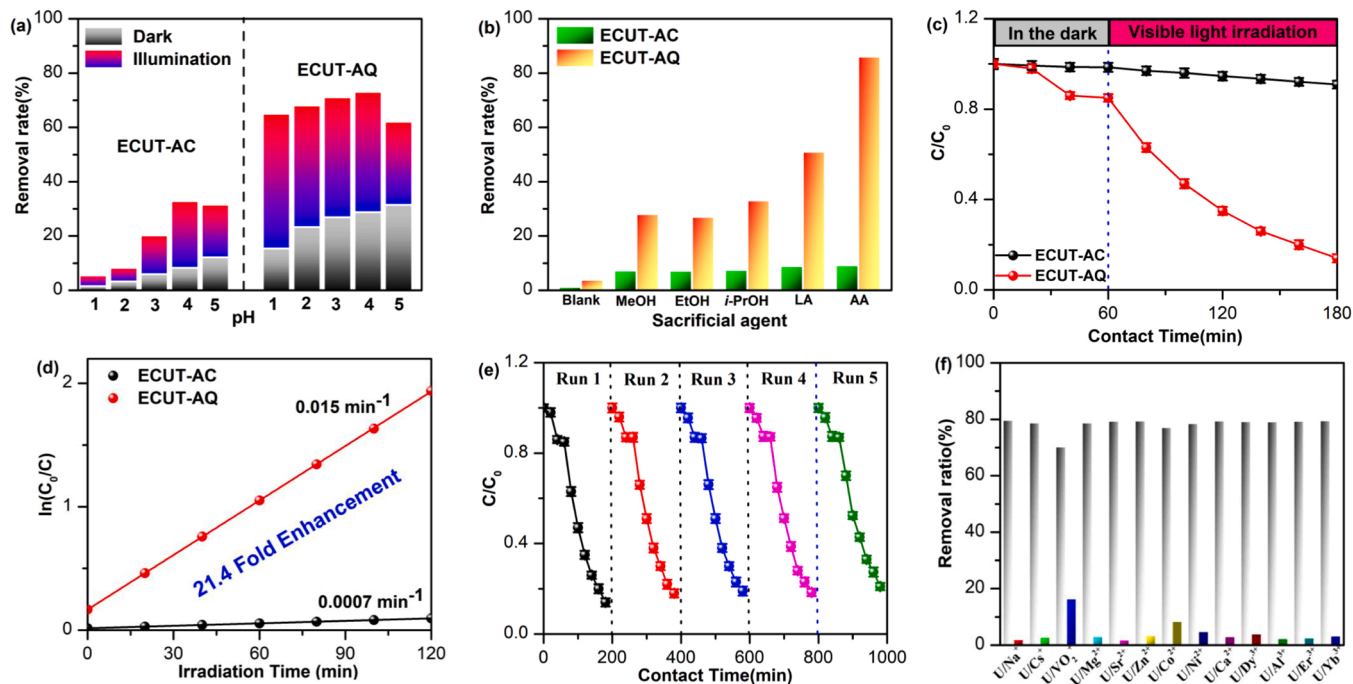 (a)
Dark
Illumination
ECUT-AQ
ECUT-AC
Removal rate(%)
100
80
60
40
20
0
1 2 3 4 5 1 2 3 4 5
pH
(b)
ECUT-AC
ECUT-AQ
Removal rate(%)
100
80
60
40
20
0
Blank MeOH EtOH i-PrOH LA AA
Sacrificial agent
(c)
In the dark Visible light irradiation
C/C0
1.2
0.8
0.4
0.0
ECUT-AC
ECUT-AQ
0 60 120 180
Contact Time(min)
(d)
ECUT-AC
ECUT-AQ
0.015 min-1
21.4 Fold Enhancement
0.0007 min-1
ln(C0/C)
2
1
0
0 20 40 60 80 100 120
Irradiation Time (min)
(e)
Run 1 Run 2 Run 3 Run 4 Run 5
C/C0
1.2
0.8
0.4
0.0
0 200 400 600 800 1000
Contact Time(min)
(f)
Removal ratio(%)
100
80
60
40
20
0
U/Na+ U/Cs+ U/VO2+ U/Mg2+ U/Sr2+ U/Zn2+ U/Co2+ U/Ni2+ U/Ca2+ U/Dy3+ U/Al3+ U/Er3+ U/Yb3+